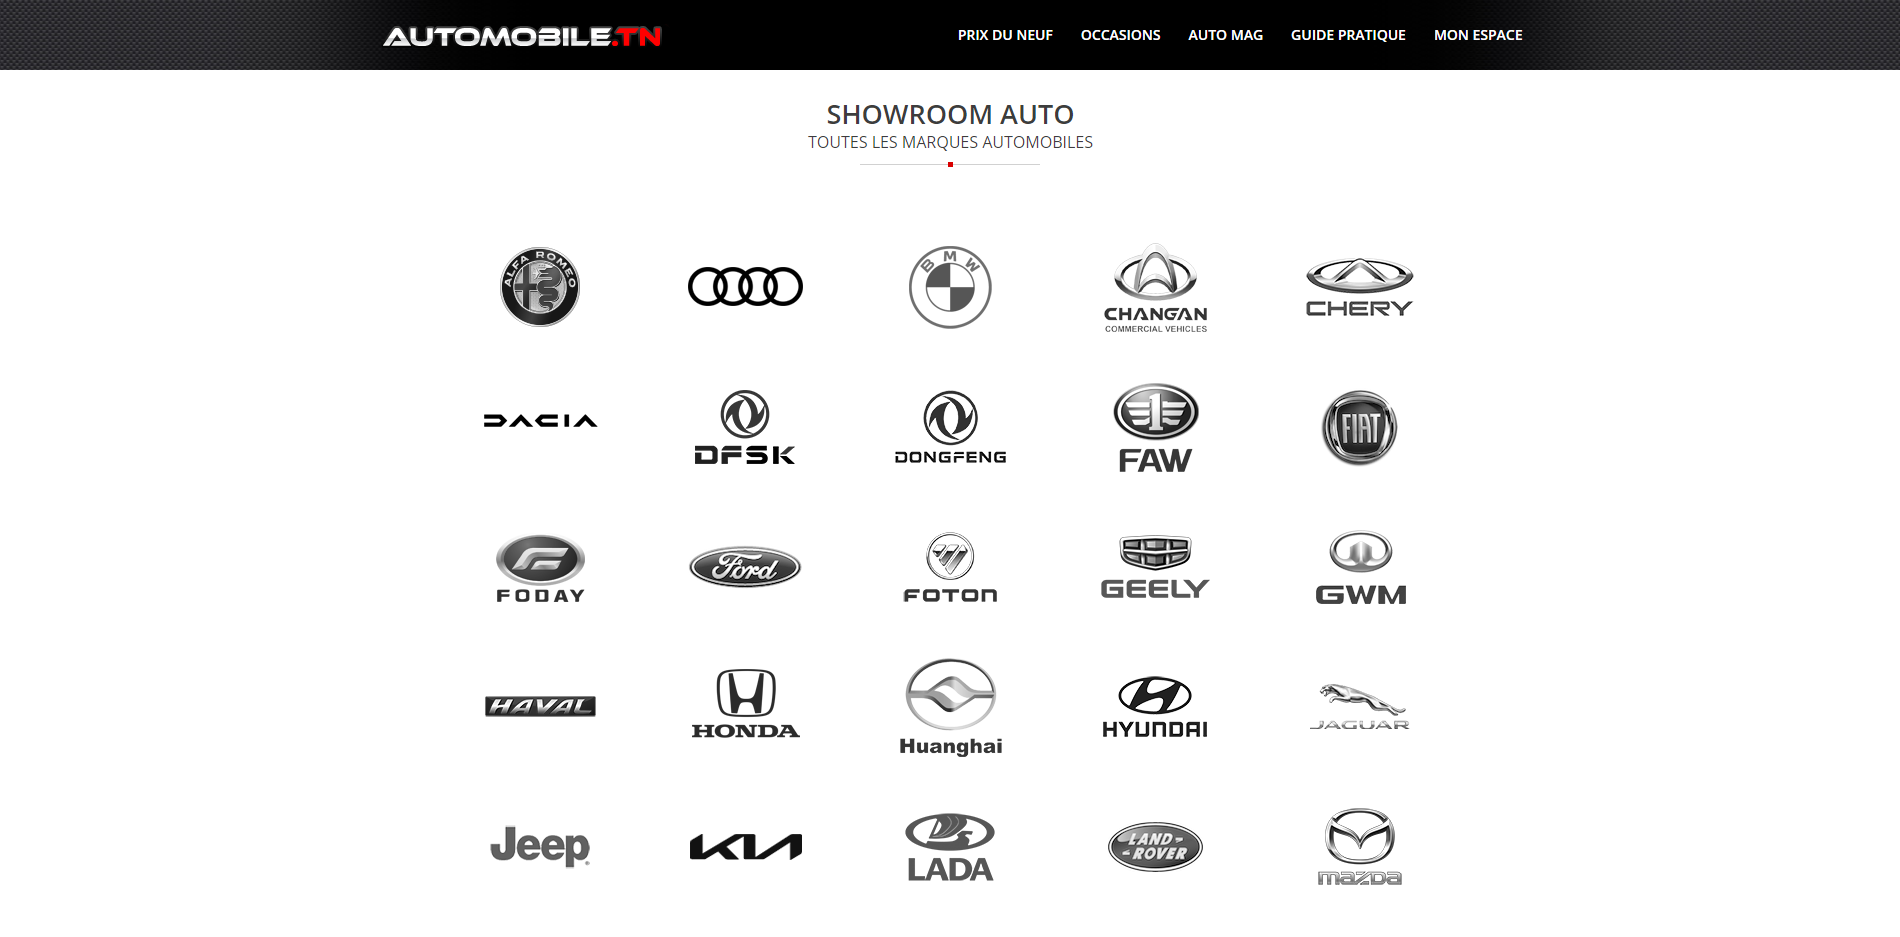 AUTOMOBILE.TN
PRIX DU NEUF OCCASIONS AUTO MAG GUIDE PRATIQUE MON ESPACE
SHOWROOM AUTO
TOUTES LES MARQUES AUTOMOBILES
ALFA ROMEO
BMW
CHANGAN
COMMERCIAL VEHICLES
CHERY
DACIA
DFSK
DONGFENG
1
FAW
FIAT
FODAY
Ford
FOTON
GEELY
GWM
HAVAL
HONDA
Huanghai
HYUNDAI
JAGUAR
Jeep
KIA
LADA
LAND-
-ROVER
mazda